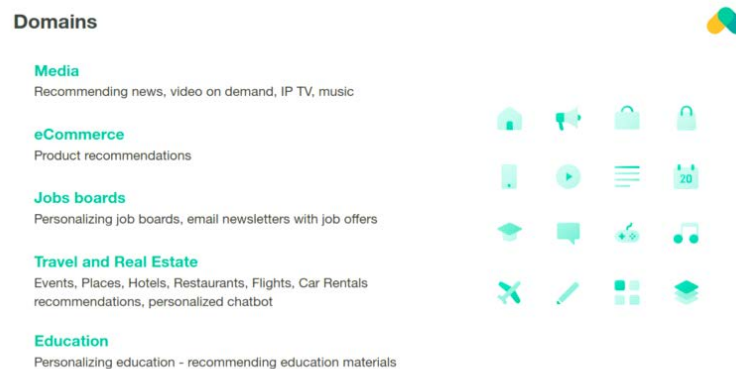 Domains
Media
Recommending news, video on demand, IP TV, music
eCommerce
Product recommendations
Jobs boards
Personalizing job boards, email newsletters with job offers
Travel and Real Estate
Events, Places, Hotels, Restaurants, Flights, Car Rentals
recommendations, personalized chatbot
Education
Personalizing education - recommending education materials
20